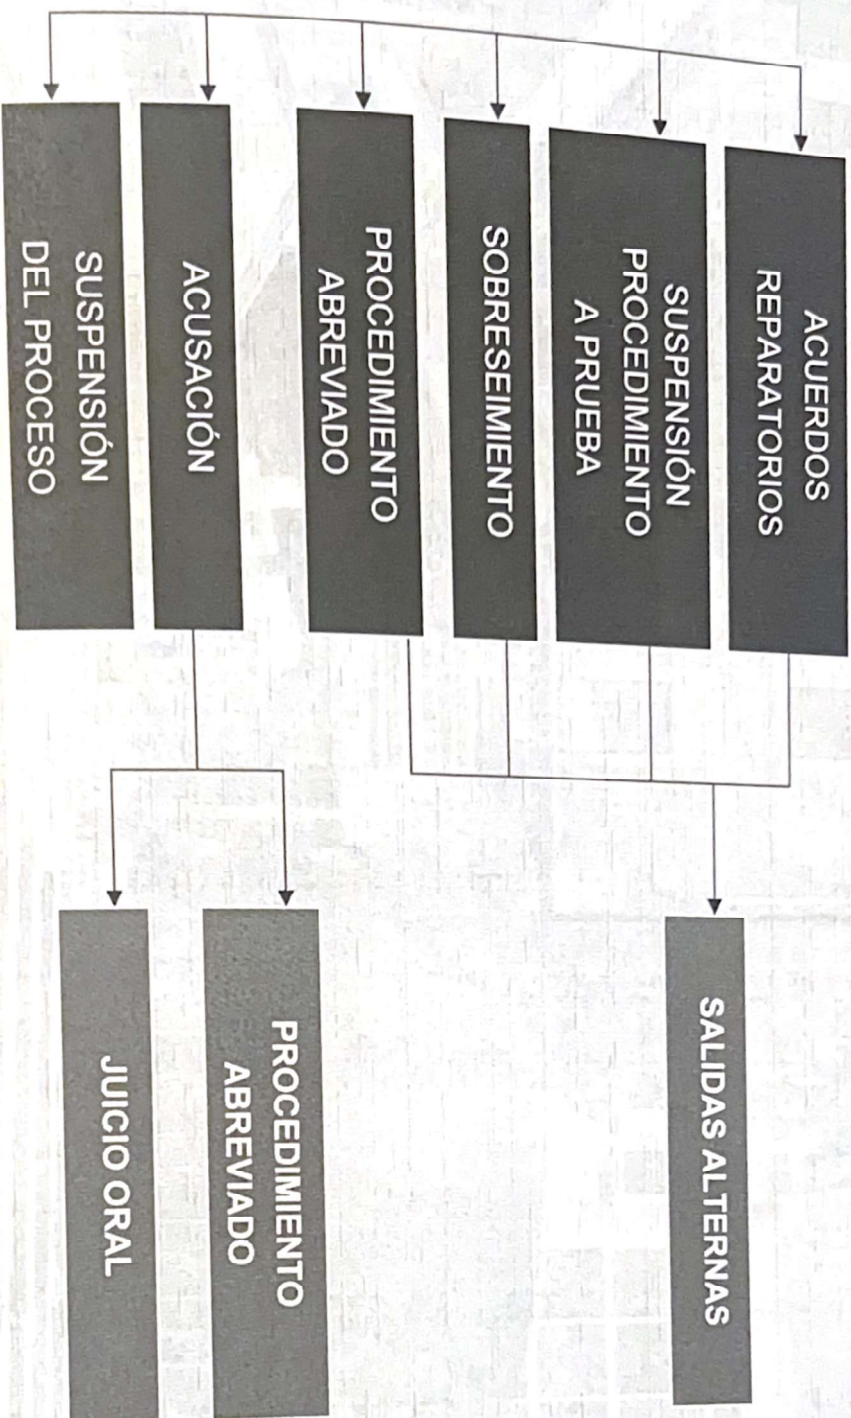 ACUERDOS
REPARATORIOS
SUSPENSIÓN
PROCEDIMIENTO
A PRUEBA
SOBRESEIMIENTO
PROCEDIMIENTO
ABREVIADO
ACUSACIÓN
SUSPENSIÓN
DEL PROCESO
SALIDAS ALTERNAS
PROCEDIMIENTO
ABREVIADO
JUICIO ORAL